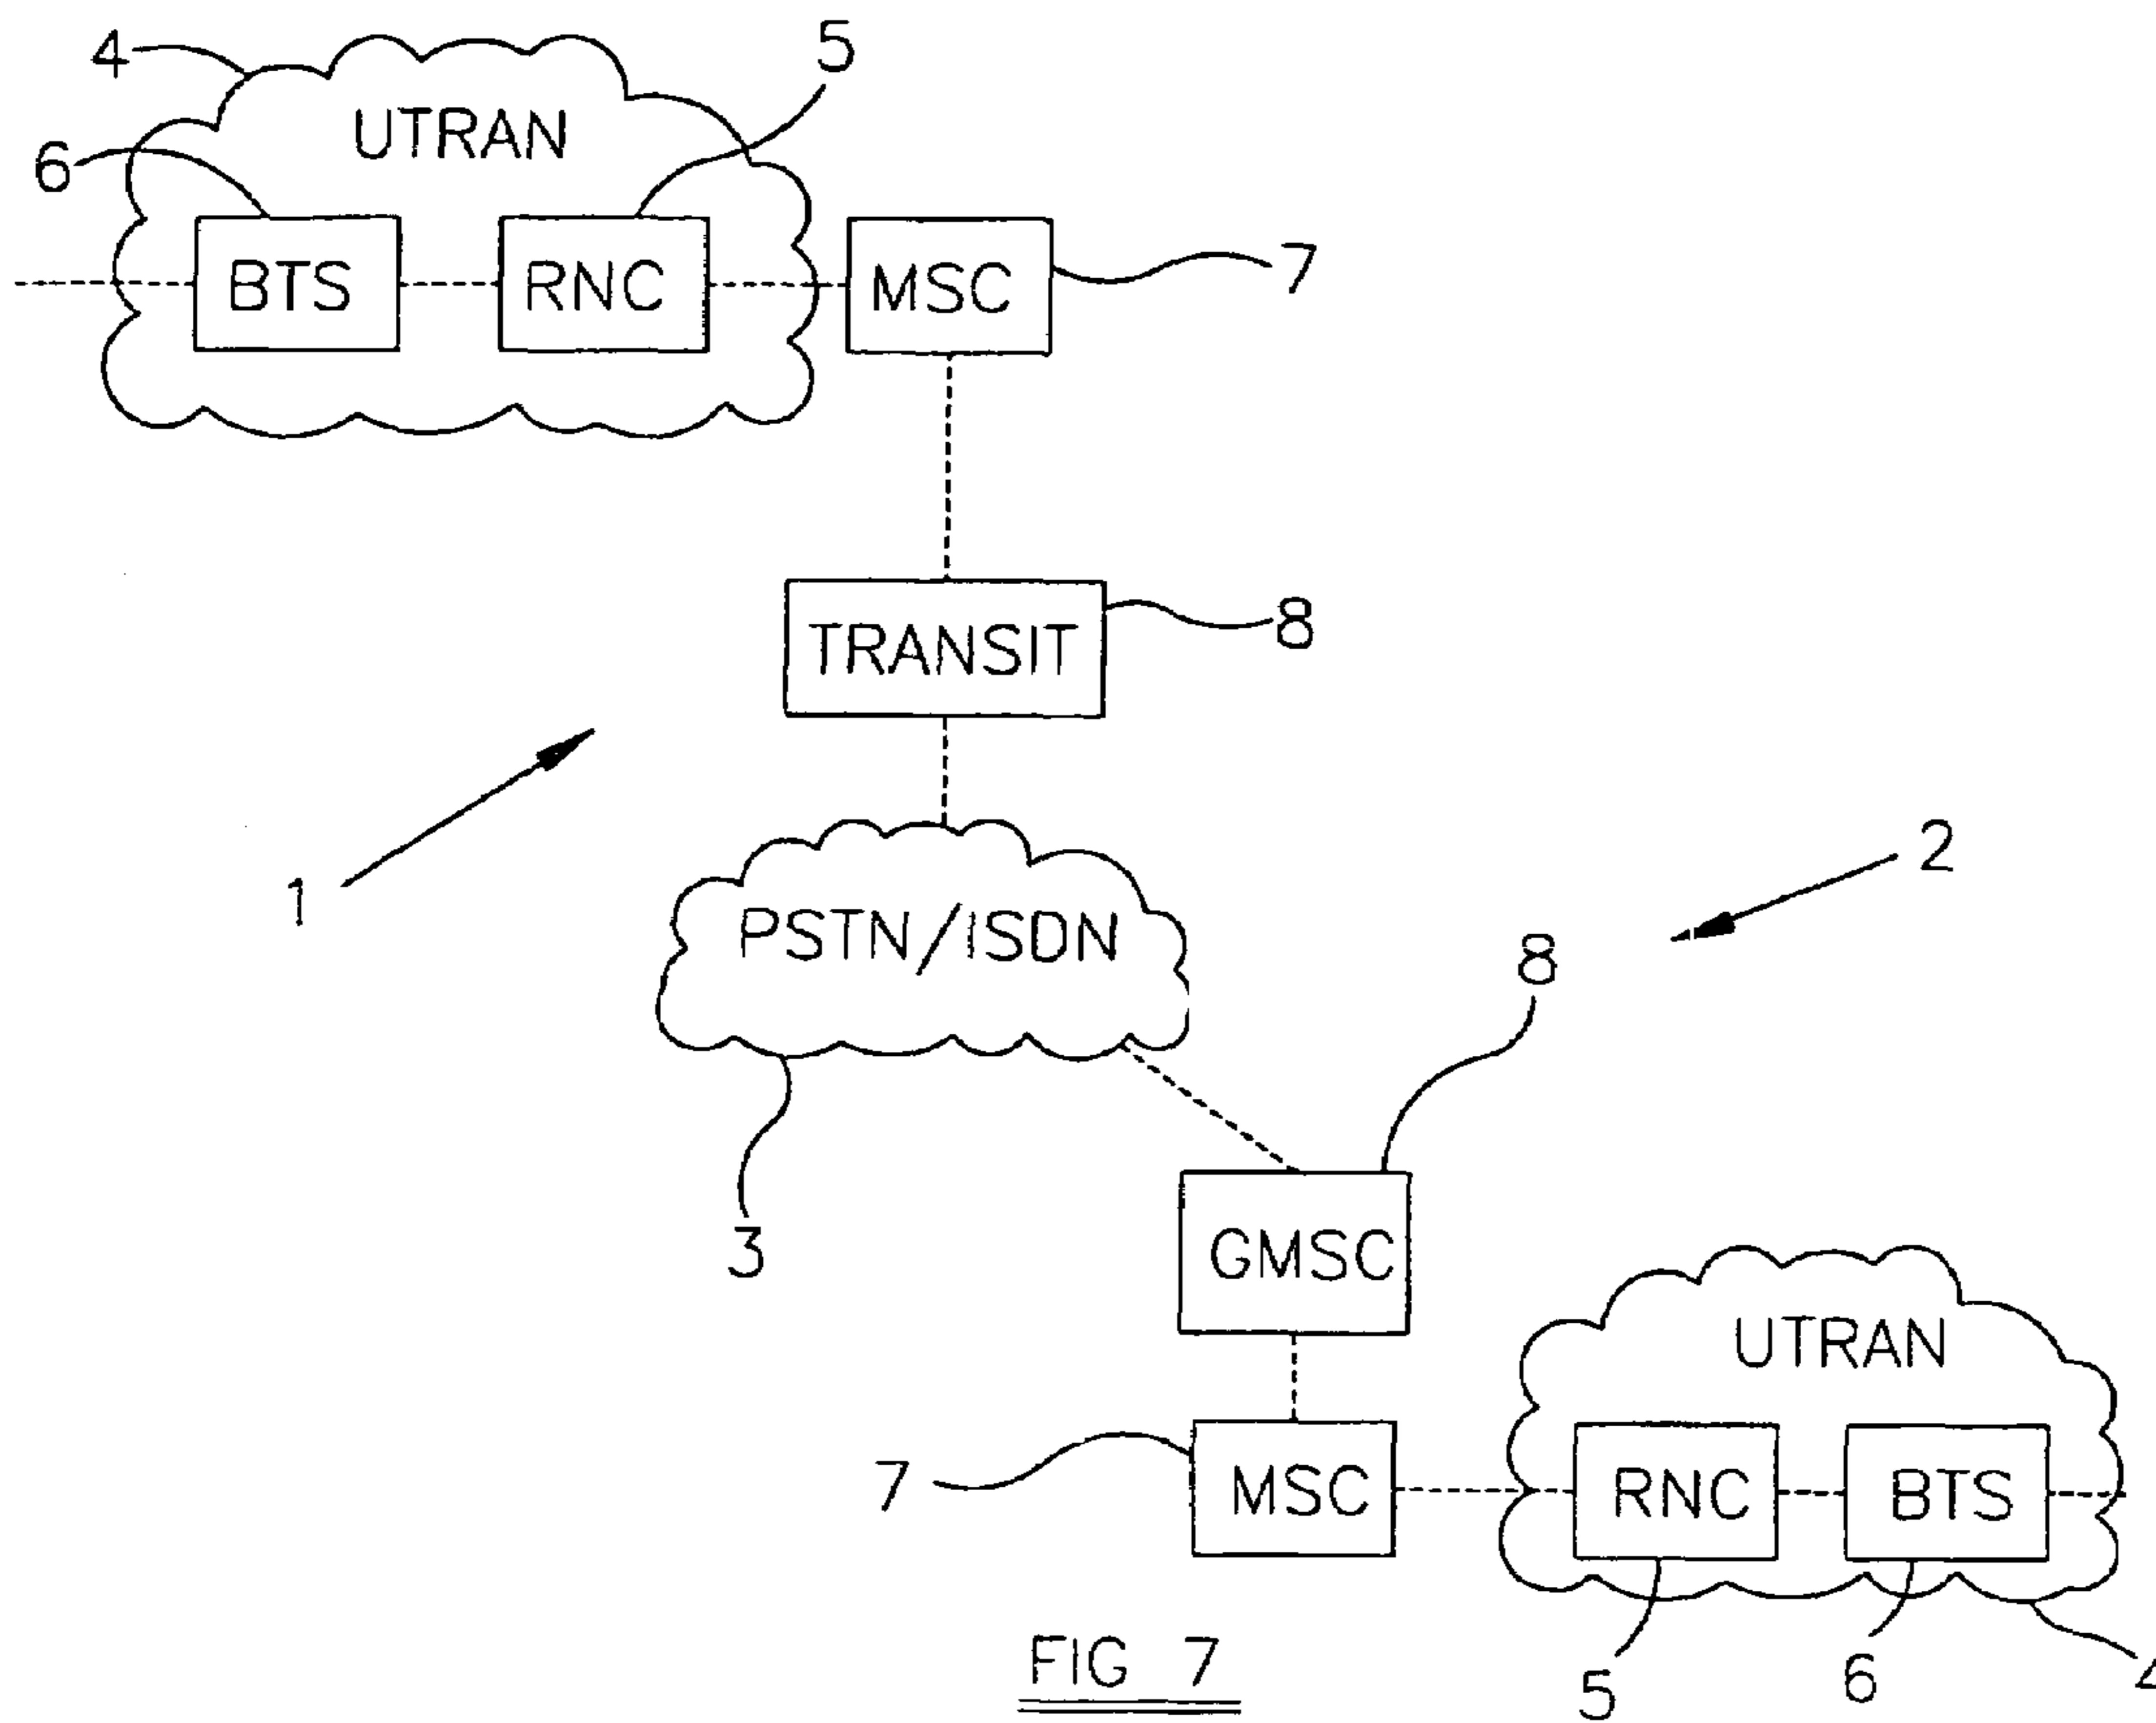 4
5
UTRAN
6
BTS
RNC
MSC
7
TRANSIT
8
1
2
PSTN/ISDN
8
3
GMSC
UTRAN
7
MSC
RNC
BTS
5
6
4
FIG 7